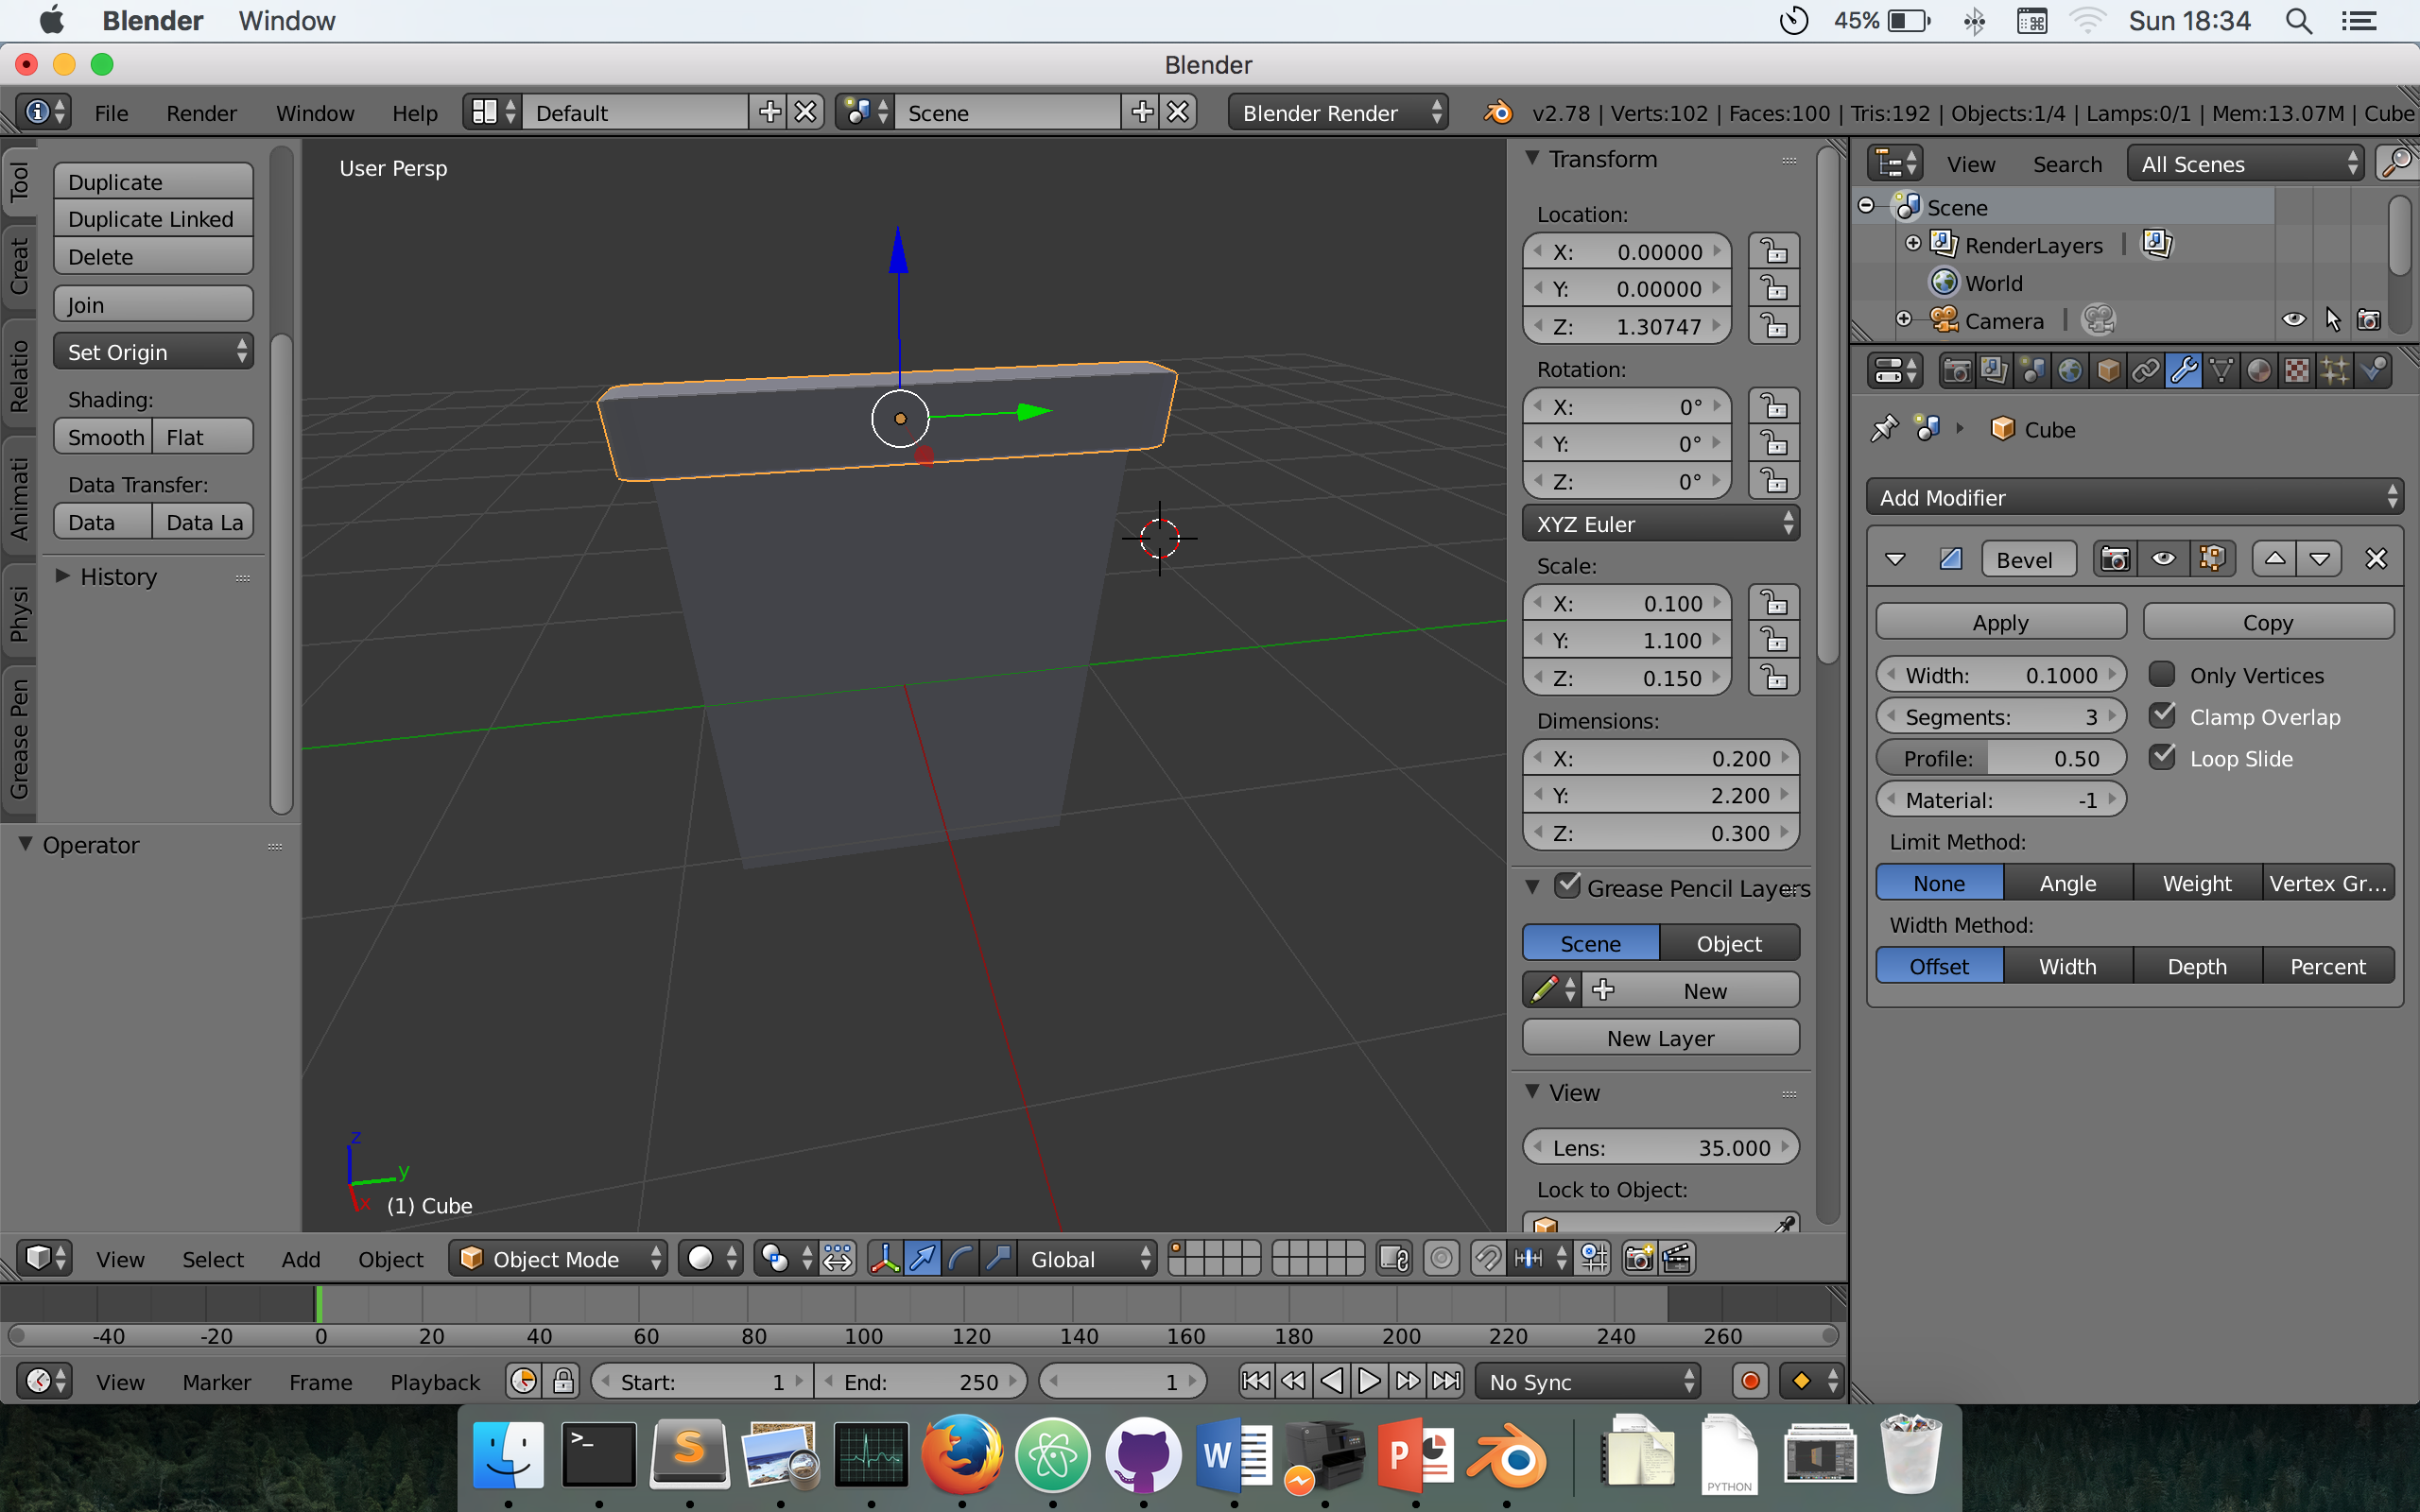 Blender Window 45% Sun 18:34
Blender
File Render Window Help Default Scene Blender Render v2.78 | Verts:102 | Faces:100 | Tris:192 | Objects:1/4 | Lamps:0/1 | Mem:13.07M | Cube
Tool
Creat
Relatio
Animati
Physi
Grease Pen
Duplicate
Duplicate Linked
Delete
Join
Set Origin
Shading:
Smooth Flat
Data Transfer:
Data Data La
History
Operator
User Persp
z
y
x
(1) Cube
Transform
Location:
X: 0.00000
Y: 0.00000
Z: 1.30747
Rotation:
X: 0°
Y: 0°
Z: 0°
XYZ Euler
Scale:
X: 0.100
Y: 1.100
Z: 0.150
Dimensions:
X: 0.200
Y: 2.200
Z: 0.300
Grease Pencil Layers
Scene Object
New
New Layer
View
Lens: 35.000
Lock to Object:
View Search All Scenes
Scene
RenderLayers |
World
Camera |
Cube
Add Modifier
Bevel
Apply Copy
Width: 0.1000 Only Vertices
Segments: 3 Clamp Overlap
Profile: 0.50 Loop Slide
Material: -1
Limit Method:
None Angle Weight Vertex Gr...
Width Method:
Offset Width Depth Percent
View Select Add Object Object Mode Global
-40 -20 0 20 40 60 80 100 120 140 160 180 200 220 240 260
View Marker Frame Playback Start: 1 End: 250 1 No Sync
>_
S
W
P
PYTHON